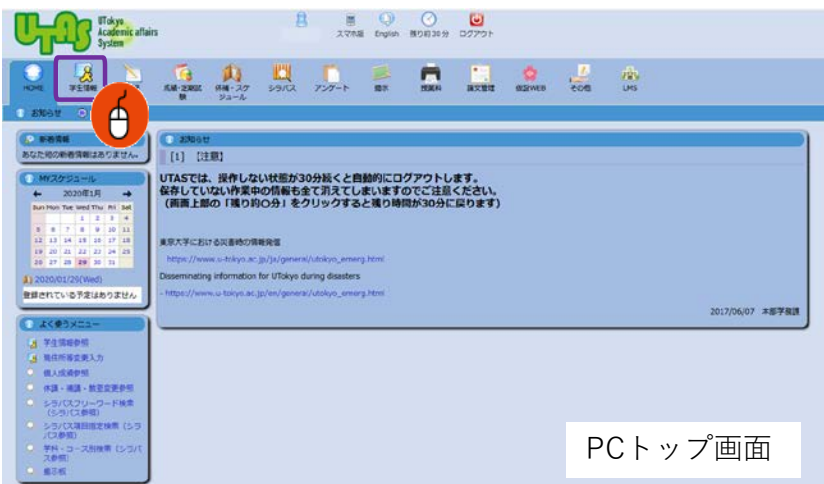 UTAS
UTokyo
Academic affairs
System
スマホ版 English 残り約30分 ログアウト
HOME 学生情報 成績・定期試験 休補・スケジュール シラバス アンケート 授業料 論文管理 その他 LMS
お知らせ
新着情報
あなた宛の新着情報はありません。
MYスケジュール
2020年1月
Sun Mon Tue Wed Thu Fri Sat
1 2 3 4
5 6 7 8 9 10 11
12 13 14 15 16 17 18
19 20 21 22 23 24 25
26 27 28 29 30 31
2020/01/29(Wed)
登録されている予定はありません
よく使うメニュー
学生情報参照
現住所等変更入力
個人成績参照
休講・補講・教室変更参照
シラバスフリーワード検索
(シラバス参照)
シラバス項目指定検索 (シラ
バス参照)
学科・コース別検索 (シラバ
ス参照)
掲示板
お知らせ
[1] 【注意】
UTASでは、操作しない状態が30分続くと自動的にログアウトします。
保存していない作業中の情報も全て消えてしまいますのでご注意ください。
(画面上部の「残り約○分」をクリックすると残り時間が30分に戻ります)
東京大学における災害時の情報発信
https://www.u-tokyo.ac.jp/ja/general/utokyo_emerg.html
Disseminating information for UTokyo during disasters
- https://www.u-tokyo.ac.jp/en/general/utokyo_emerg.html
2017/06/07 本部学務課
PCトップ画面